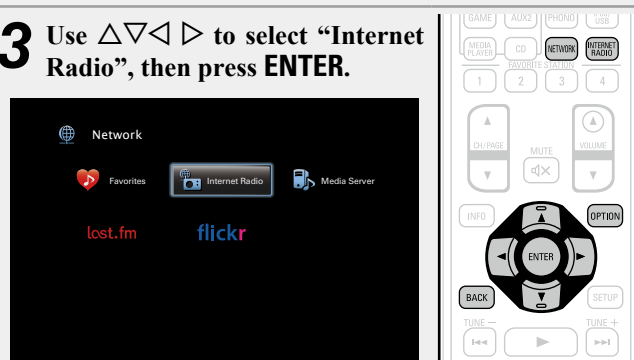 3 Use △▽◁ ▷ to select “Internet
Radio”, then press ENTER.
Network
Favorites Internet Radio Media Server
lost.fm flickr
GAME AUX2 PHONO USB
MEDIA PLAYER CD NETWORK INTERNET RADIO
FAVORITE STATION
1 2 3 4
CH/PAGE MUTE VOLUME
INFO OPTION
ENTER
BACK SETUP
TUNE – TUNE +